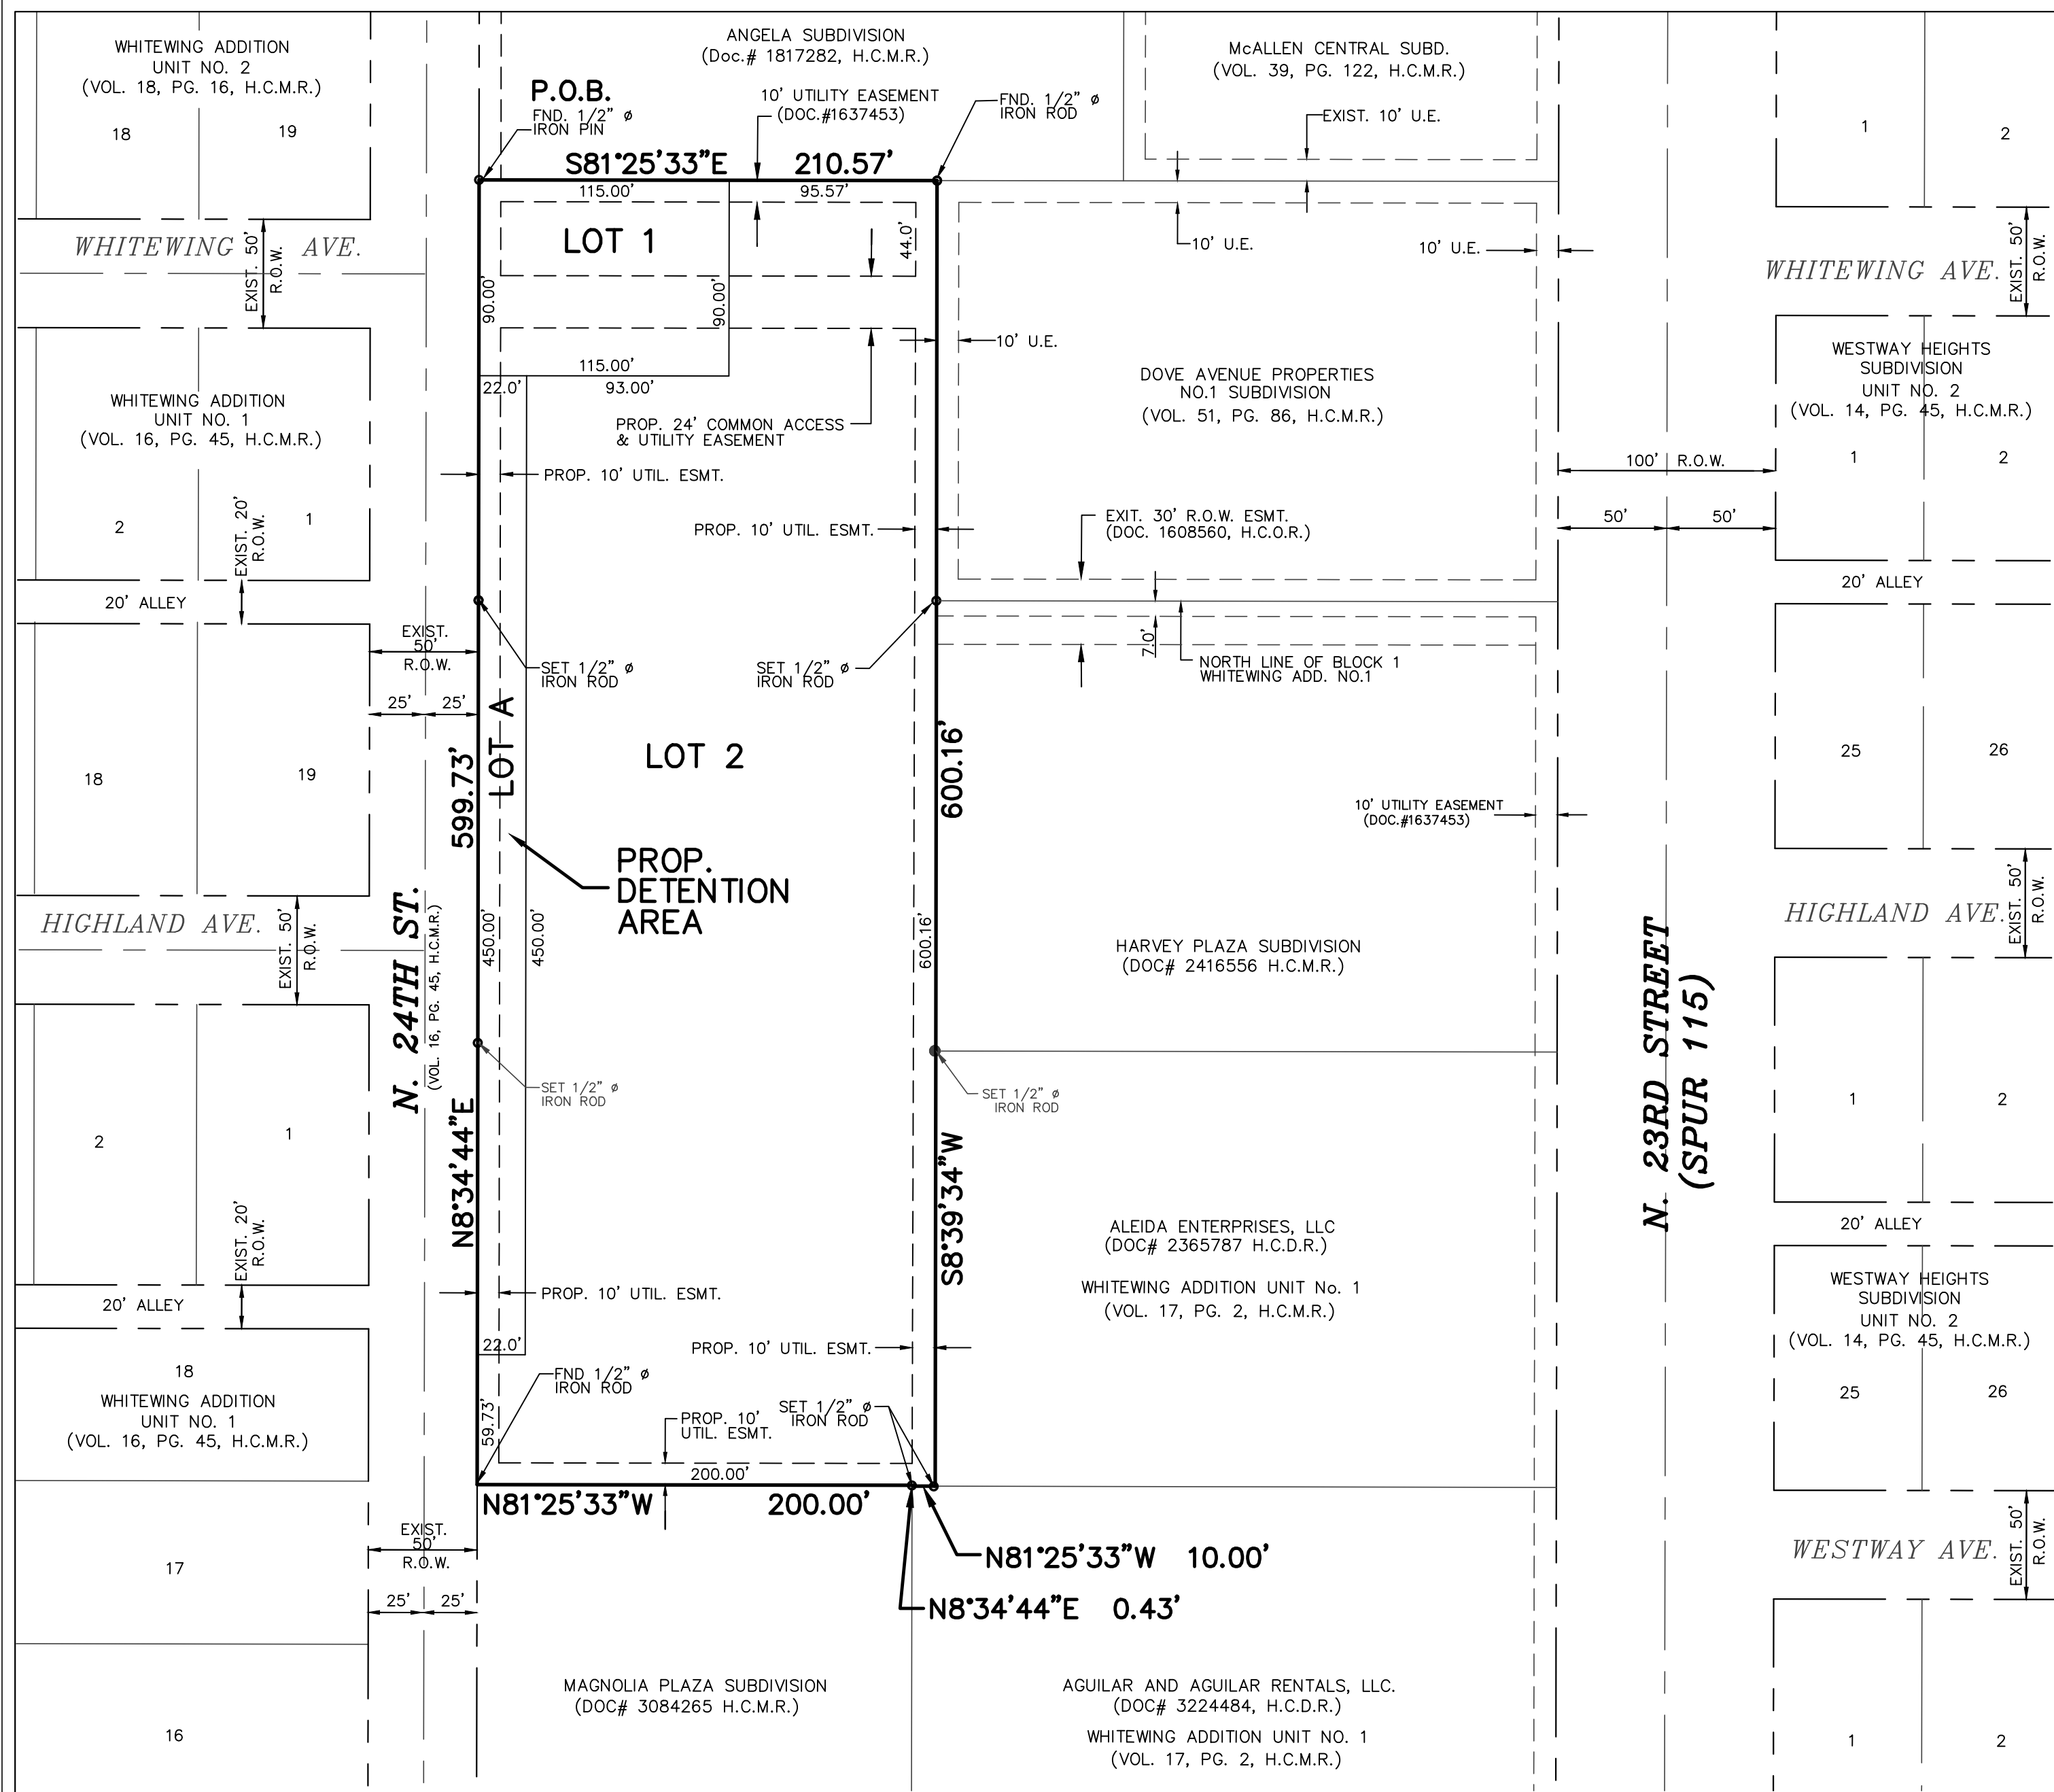 WHITEWING ADDITION
UNIT NO. 2
(VOL. 18, PG. 16, H.C.M.R.)
18
19
ANGELA SUBDIVISION
(Doc.# 1817282, H.C.M.R.)
McALLEN CENTRAL SUBD.
(VOL. 39, PG. 122, H.C.M.R.)
EXIST. 10' U.E.
1
2
P.O.B.
FND. 1/2" ø
IRON PIN
10' UTILITY EASEMENT
(DOC.#1637453)
FND. 1/2" ø
IRON ROD
S81°25'33"E 210.57'
115.00'
95.57'
LOT 1
44.0'
90.00'
90.00'
10' U.E.
10' U.E.
WHITEWING AVE.
EXIST. 50'
R.O.W.
WHITEWING AVE.
EXIST. 50'
R.O.W.
10' U.E.
115.00'
22.0'
93.00'
PROP. 24' COMMON ACCESS
& UTILITY EASEMENT
DOVE AVENUE PROPERTIES
NO.1 SUBDIVISION
(VOL. 51, PG. 86, H.C.M.R.)
WESTWAY HEIGHTS
SUBDIVISION
UNIT NO. 2
(VOL. 14, PG. 45, H.C.M.R.)
1
2
WHITEWING ADDITION
UNIT NO. 1
(VOL. 16, PG. 45, H.C.M.R.)
2
1
EXIST. 20'
R.O.W.
20' ALLEY
PROP. 10' UTIL. ESMT.
PROP. 10' UTIL. ESMT.
EXIT. 30' R.O.W. ESMT.
(DOC. 1608560, H.C.O.R.)
100' R.O.W.
50'
50'
20' ALLEY
EXIST.
50'
R.O.W.
25'
25'
SET 1/2" ø
IRON ROD
SET 1/2" ø
IRON ROD
7.0'
NORTH LINE OF BLOCK 1
WHITEWING ADD. NO.1
18
19
LOT A
LOT 2
599.73'
600.16'
25
26
10' UTILITY EASEMENT
(DOC.#1637453)
PROP.
DETENTION
AREA
450.00'
450.00'
600.16'
HIGHLAND AVE.
EXIST. 50'
R.O.W.
N. 24TH ST.
(VOL. 16, PG. 45, H.C.M.R.)
HARVEY PLAZA SUBDIVISION
(DOC# 2416556 H.C.M.R.)
N. 23RD STREET
(SPUR 115)
HIGHLAND AVE.
EXIST. 50'
R.O.W.
SET 1/2" ø
IRON ROD
SET 1/2" ø
IRON ROD
2
1
1
2
N8°34'44"E
S8°39'34"W
EXIST. 20'
R.O.W.
20' ALLEY
20' ALLEY
ALEIDA ENTERPRISES, LLC
(DOC# 2365787 H.C.D.R.)
WHITEWING ADDITION UNIT No. 1
(VOL. 17, PG. 2, H.C.M.R.)
WESTWAY HEIGHTS
SUBDIVISION
UNIT NO. 2
(VOL. 14, PG. 45, H.C.M.R.)
25
26
PROP. 10' UTIL. ESMT.
22.0'
PROP. 10' UTIL. ESMT.
18
WHITEWING ADDITION
UNIT NO. 1
(VOL. 16, PG. 45, H.C.M.R.)
FND 1/2" ø
IRON ROD
59.73'
PROP. 10'
UTIL. ESMT.
SET 1/2" ø
IRON ROD
200.00'
N81°25'33"W 200.00'
EXIST.
50'
R.O.W.
25'
25'
17
N81°25'33"W 10.00'
N8°34'44"E 0.43'
WESTWAY AVE.
EXIST. 50'
R.O.W.
16
MAGNOLIA PLAZA SUBDIVISION
(DOC# 3084265 H.C.M.R.)
AGUILAR AND AGUILAR RENTALS, LLC.
(DOC# 3224484, H.C.D.R.)
WHITEWING ADDITION UNIT NO. 1
(VOL. 17, PG. 2, H.C.M.R.)
1
2